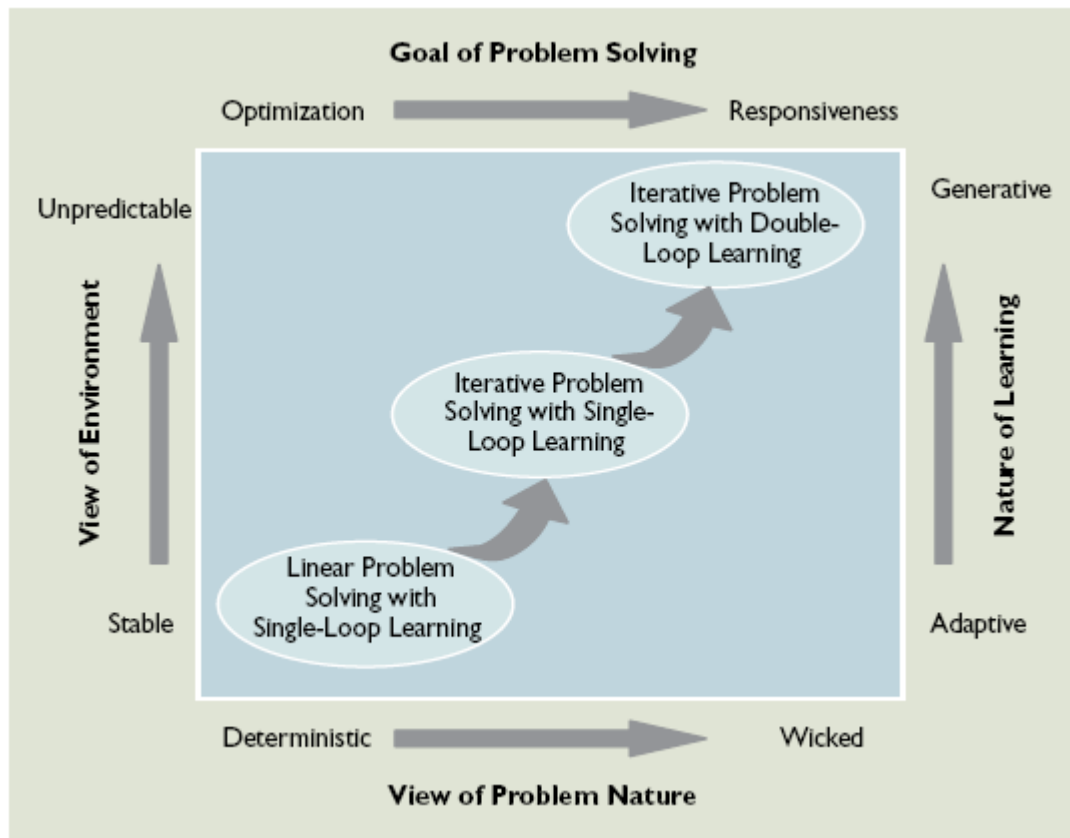 Goal of Problem Solving
Optimization
Responsiveness
Unpredictable
Generative
Iterative Problem
Solving with Double-
Loop Learning
View of Environment
Nature of Learning
Iterative Problem
Solving with Single-
Loop Learning
Linear Problem
Solving with
Single-Loop Learning
Stable
Adaptive
Deterministic
Wicked
View of Problem Nature